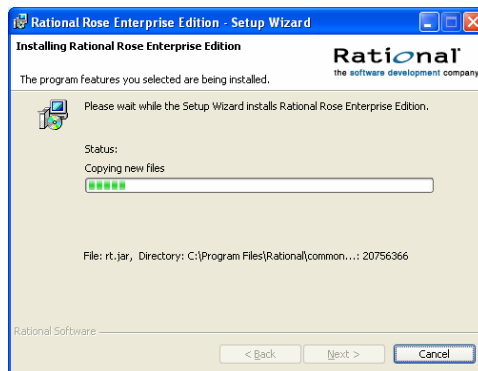 Rational Rose Enterprise Edition - Setup Wizard
Installing Rational Rose Enterprise Edition
Rational
the software development company
The program features you selected are being installed.
Please wait while the Setup Wizard installs Rational Rose Enterprise Edition.
Status:
Copying new files
File: rt.jar, Directory: C:\Program Files\Rational\common...: 20756366
Rational Software
< Back
Next >
Cancel